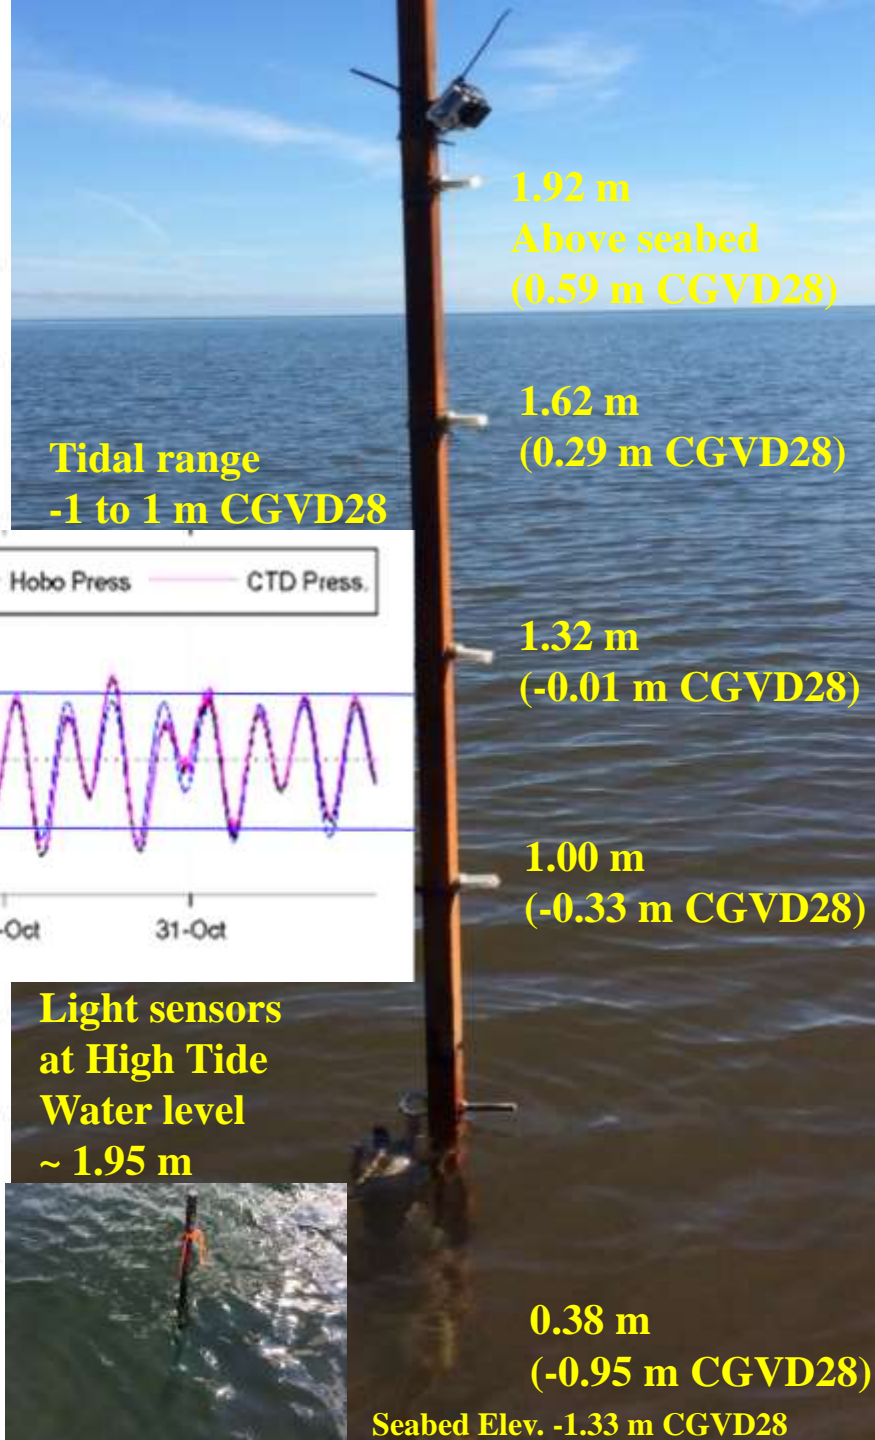 1.92 m
Above seabed
(0.59 m CGVD28)
1.62 m
(0.29 m CGVD28)
Tidal range
-1 to 1 m CGVD28
Hobo Press
CTD Press.
1.32 m
(-0.01 m CGVD28)
1.00 m
(-0.33 m CGVD28)
-Oct
31-Oct
Light sensors
at High Tide
Water level
~ 1.95 m
0.38 m
(-0.95 m CGVD28)
Seabed Elev. -1.33 m CGVD28